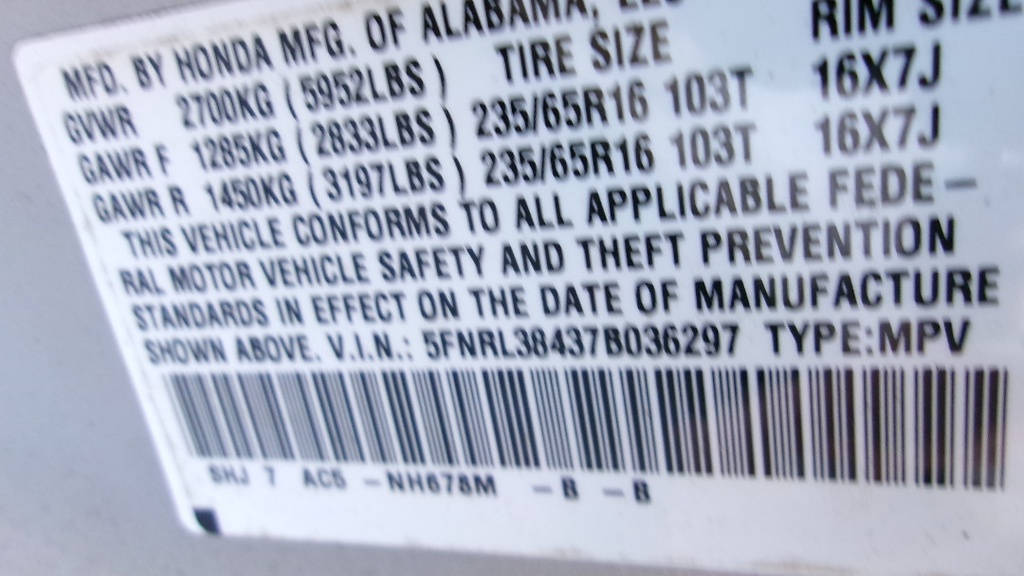 MFD. BY HONDA MFG. OF ALABAMA, LLC RIM SIZE
GVWR 2700KG (5952LBS) TIRE SIZE
GAWR F 1285KG (2833LBS) 235/65R16 103T 16X7J
GAWR R 1450KG (3197LBS) 235/65R16 103T 16X7J
THIS VEHICLE CONFORMS TO ALL APPLICABLE FEDE-
RAL MOTOR VEHICLE SAFETY AND THEFT PREVENTION
STANDARDS IN EFFECT ON THE DATE OF MANUFACTURE
SHOWN ABOVE. V.I.N.: 5FNRL38437B036297 TYPE:MPV
SHJ 7 AC5 -NH678M -B -B